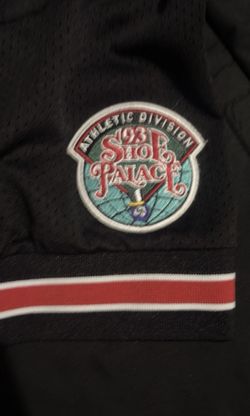 ATHLETIC DIVISION
'93
SHOE
PALACE